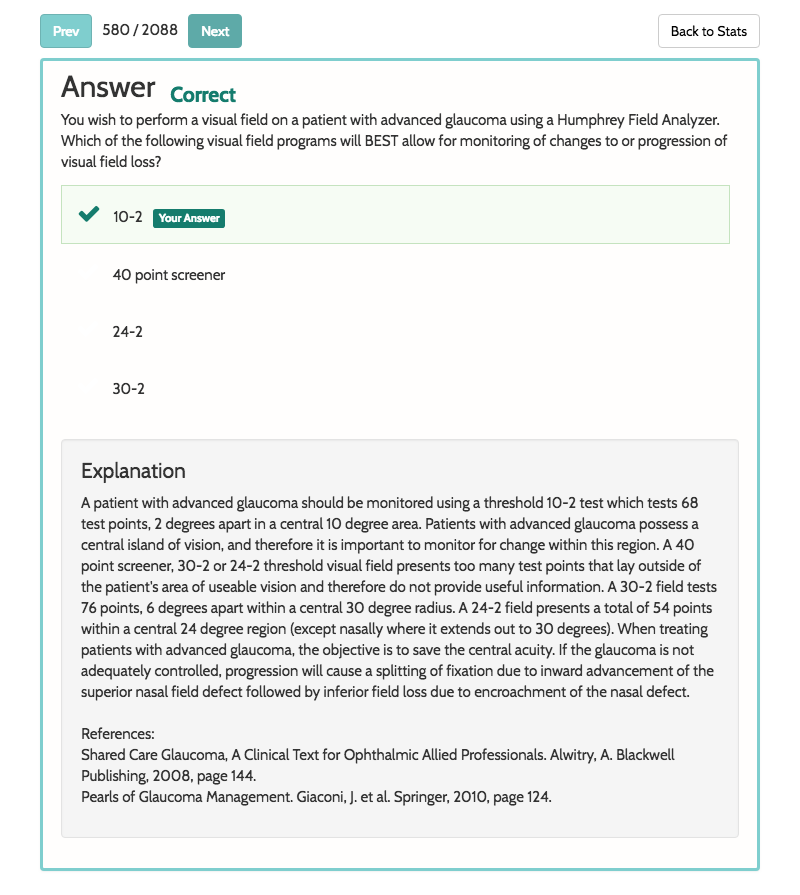 Prev 580 / 2088 Next Back to Stats
Answer Correct
You wish to perform a visual field on a patient with advanced glaucoma using a Humphrey Field Analyzer.
Which of the following visual field programs will BEST allow for monitoring of changes to or progression of
visual field loss?
10-2 Your Answer
40 point screener
24-2
30-2
Explanation
A patient with advanced glaucoma should be monitored using a threshold 10-2 test which tests 68
test points, 2 degrees apart in a central 10 degree area. Patients with advanced glaucoma possess a
central island of vision, and therefore it is important to monitor for change within this region. A 40
point screener, 30-2 or 24-2 threshold visual field presents too many test points that lay outside of
the patient's area of useable vision and therefore do not provide useful information. A 30-2 field tests
76 points, 6 degrees apart within a central 30 degree radius. A 24-2 field presents a total of 54 points
within a central 24 degree region (except nasally where it extends out to 30 degrees). When treating
patients with advanced glaucoma, the objective is to save the central acuity. If the glaucoma is not
adequately controlled, progression will cause a splitting of fixation due to inward advancement of the
superior nasal field defect followed by inferior field loss due to encroachment of the nasal defect.
References:
Shared Care Glaucoma, A Clinical Text for Ophthalmic Allied Professionals. Alwitry, A. Blackwell
Publishing, 2008, page 144.
Pearls of Glaucoma Management. Giaconi, J. et al. Springer, 2010, page 124.